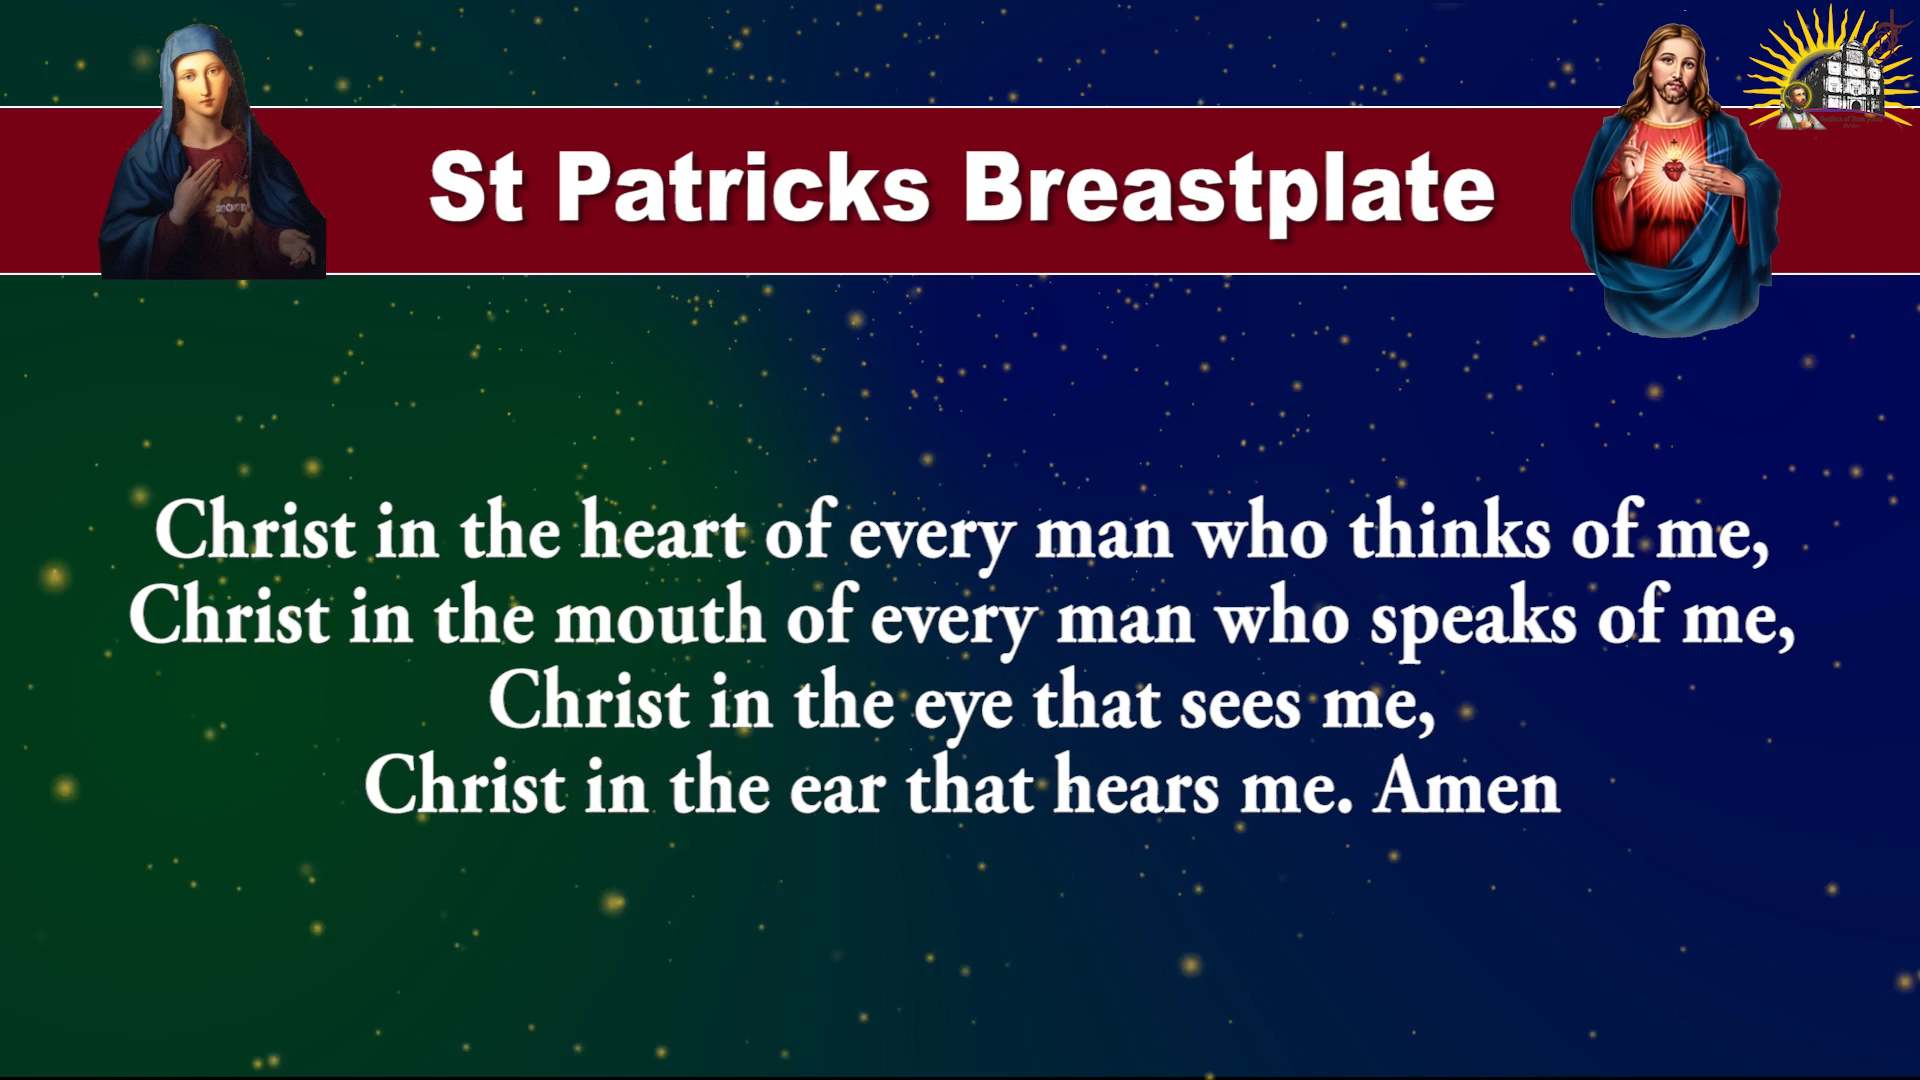 St Patricks Breastplate
Christ in the heart of every man who thinks of me,
Christ in the mouth of every man who speaks of me,
Christ in the eye that sees me,
Christ in the ear that hears me. Amen